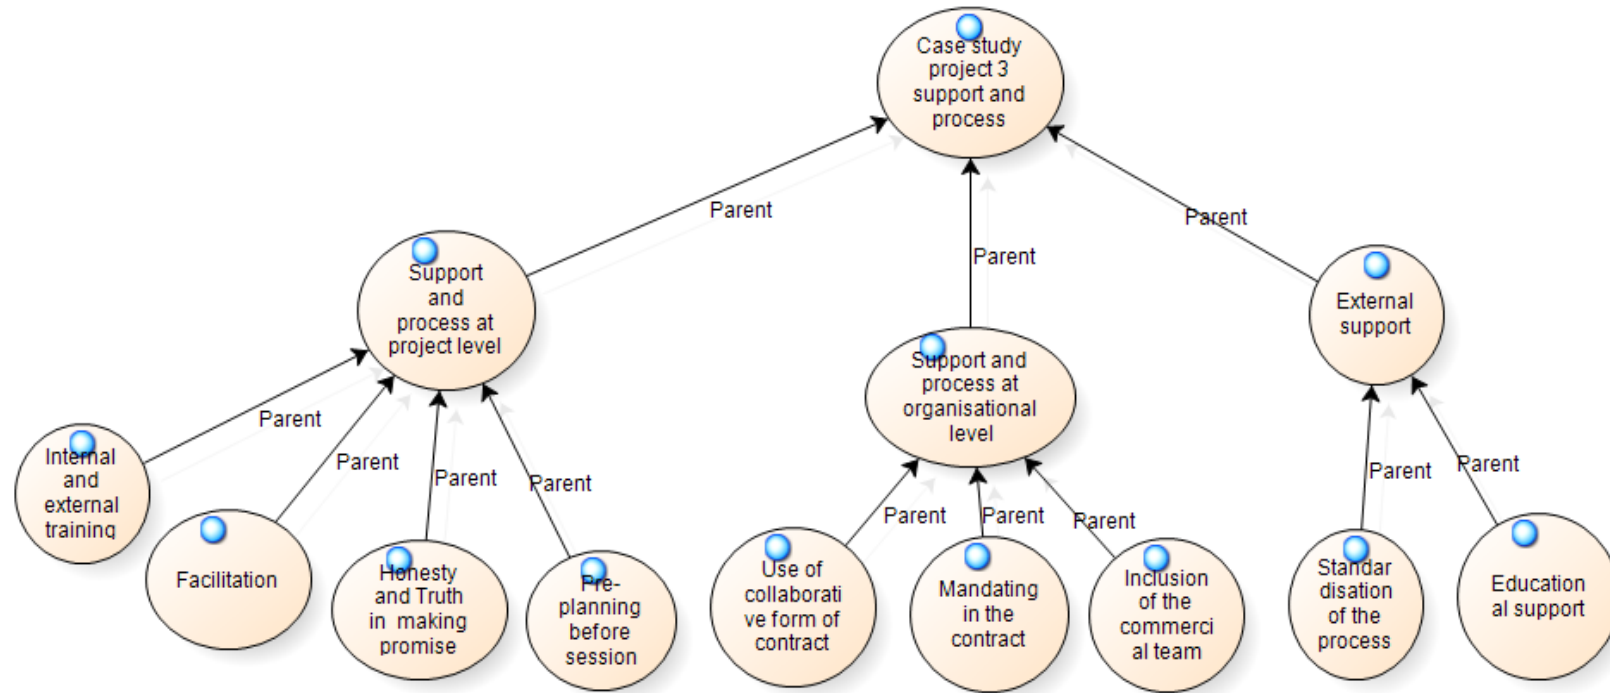 Case study
project 3
support and
process
Parent
Parent
Parent
Support
and
process at
project level
External
support
Support and
process at
organisational
level
Parent
Parent
Parent
Parent
Parent
Parent
Parent
Parent
Parent
Internal
and
external
training
Facilitation
Honesty
and Truth
in making
promise
Pre-
planning
before
session
Use of
collaborati
ve form of
contract
Mandating
in the
contract
Inclusion
of the
commerci
al team
Standar
disation
of the
process
Education
al support